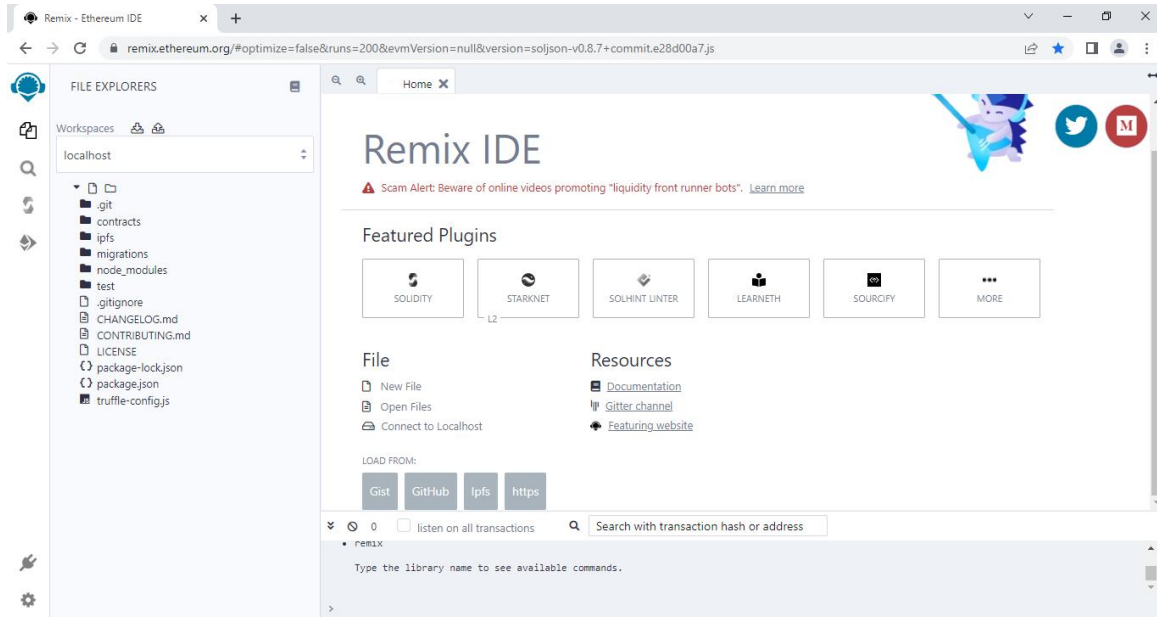 Remix - Ethereum IDE
remix.ethereum.org/#optimize=false&runs=200&evmVersion=null&version=soljson-v0.8.7+commit.e28d00a7.js
FILE EXPLORERS
Workspaces
localhost
.git
contracts
ipfs
migrations
node_modules
test
.gitignore
CHANGELOG.md
CONTRIBUTING.md
LICENSE
package-lock.json
package.json
truffle-config.js
Home
Remix IDE
Scam Alert: Beware of online videos promoting "liquidity front runner bots". Learn more
Featured Plugins
SOLIDITY
STARKNET
L2
SOLHINT LINTER
LEARNETH
SOURCIFY
MORE
File
New File
Open Files
Connect to Localhost
Resources
Documentation
Gitter channel
Featuring website
LOAD FROM:
Gist GitHub Ipfs https
0 listen on all transactions Search with transaction hash or address
• remix
Type the library name to see available commands.
>